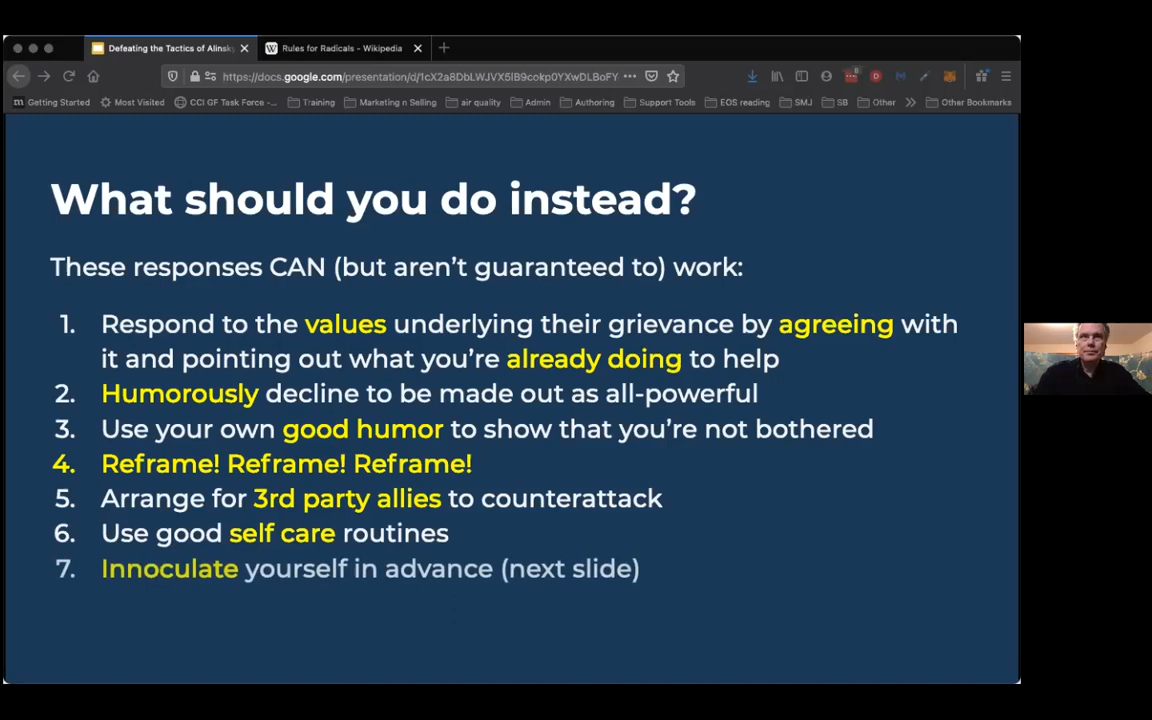 Defeating the Tactics of Alinsky
Rules for Radicals - Wikipedia
https://docs.google.com/presentation/d/1cX2a8DbLWJVX5lB9cokp0YXwDLBoFY
Getting Started
Most Visited
CCI GF Task Force -...
Training
Marketing n Selling
air quality
Admin
Authoring
Support Tools
EOS reading
SMJ
SB
Other
Other Bookmarks
What should you do instead?
These responses CAN (but aren't guaranteed to) work:
1. Respond to the values underlying their grievance by agreeing with
it and pointing out what you're already doing to help
2. Humorously decline to be made out as all-powerful
3. Use your own good humor to show that you're not bothered
4. Reframe! Reframe! Reframe!
5. Arrange for 3rd party allies to counterattack
6. Use good self care routines
7. Innoculate yourself in advance (next slide)